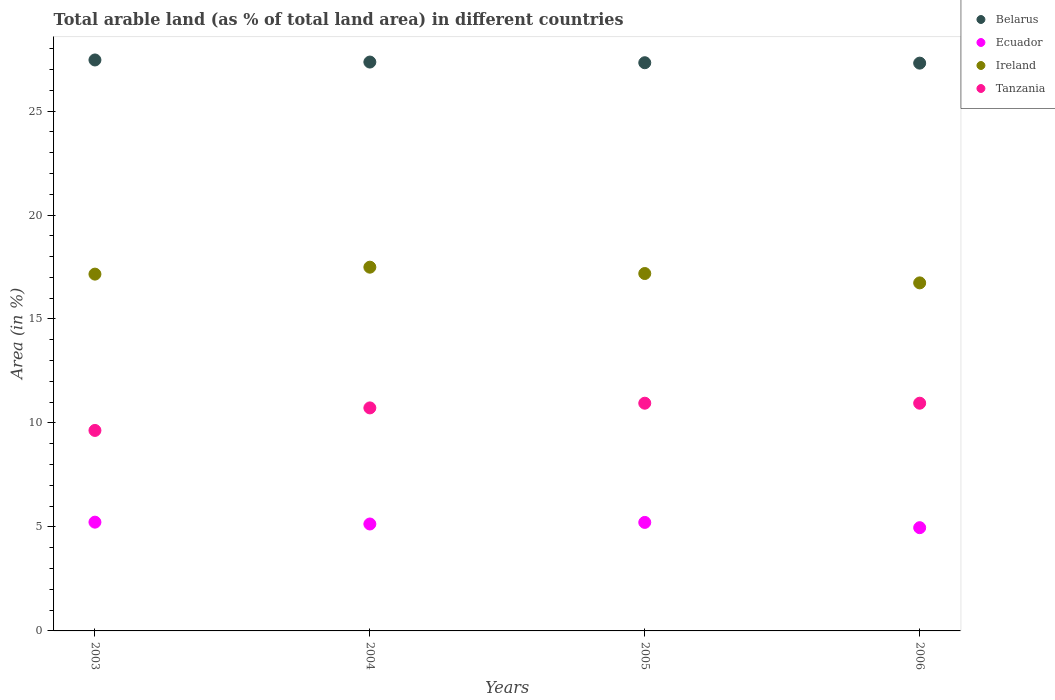 Total arable land (as % of total land area) in different countries
Belarus
Ecuador
Ireland
Tanzania
Area (in %)
25
20
15
10
5
0
2003
2004
2005
2006
Years